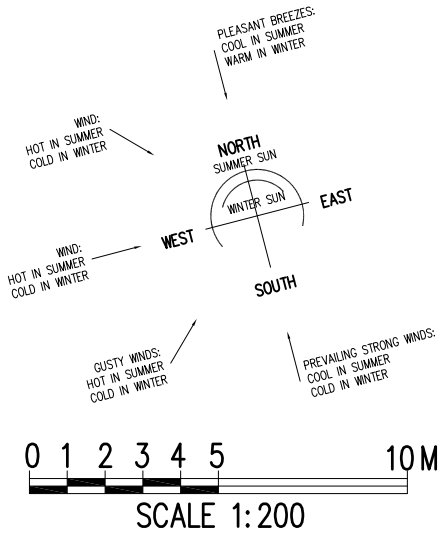 PLEASANT BREEZES:
COOL IN SUMMER
WARM IN WINTER
WIND:
HOT IN SUMMER
COLD IN WINTER
NORTH
SUMMER SUN
WINTER SUN
EAST
WEST
WIND:
HOT IN SUMMER
COLD IN WINTER
SOUTH
GUSTY WINDS:
HOT IN SUMMER
COLD IN WINTER
PREVAILING STRONG WINDS:
COOL IN SUMMER
COLD IN WINTER
0 1 2 3 4 5 10 M
SCALE 1:200